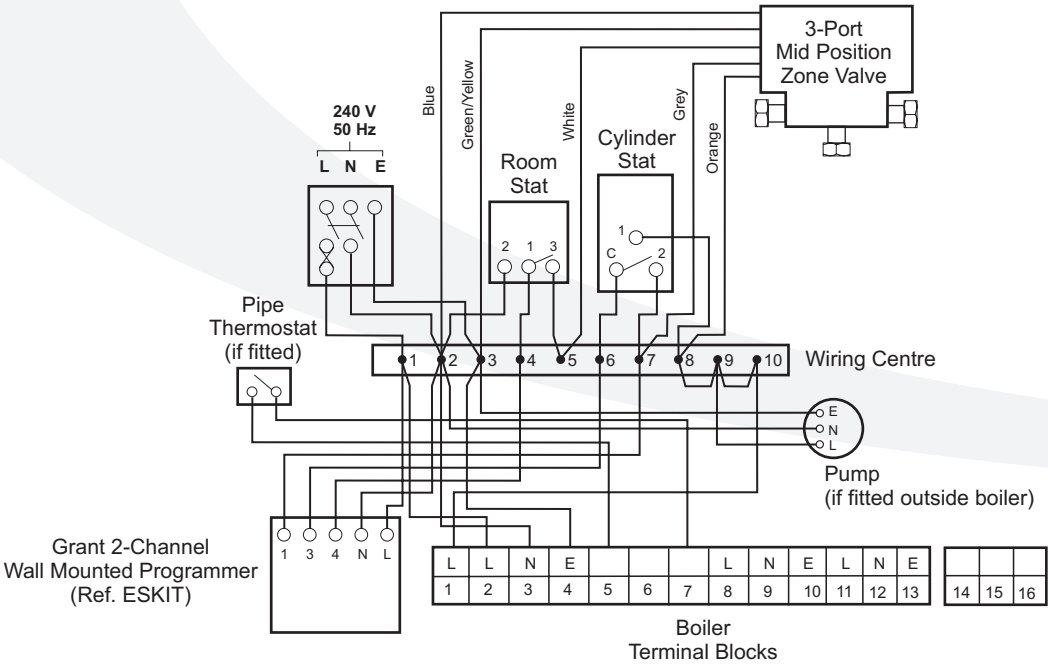 3-Port
Mid Position
Zone Valve
Blue
Green/Yellow
White
Grey
Orange
240 V
50 Hz
L N E
Room
Stat
2 1 3
Cylinder
Stat
1
C 2
Pipe
Thermostat
(if fitted)
1 2 3 4 5 6 7 8 9 10
Wiring Centre
E
N
L
Pump
(if fitted outside boiler)
Grant 2-Channel
Wall Mounted Programmer
(Ref. ESKIT)
1 3 4 N L
L L N E L N E L N E
1 2 3 4 5 6 7 8 9 10 11 12 13 14 15 16
Boiler
Terminal Blocks